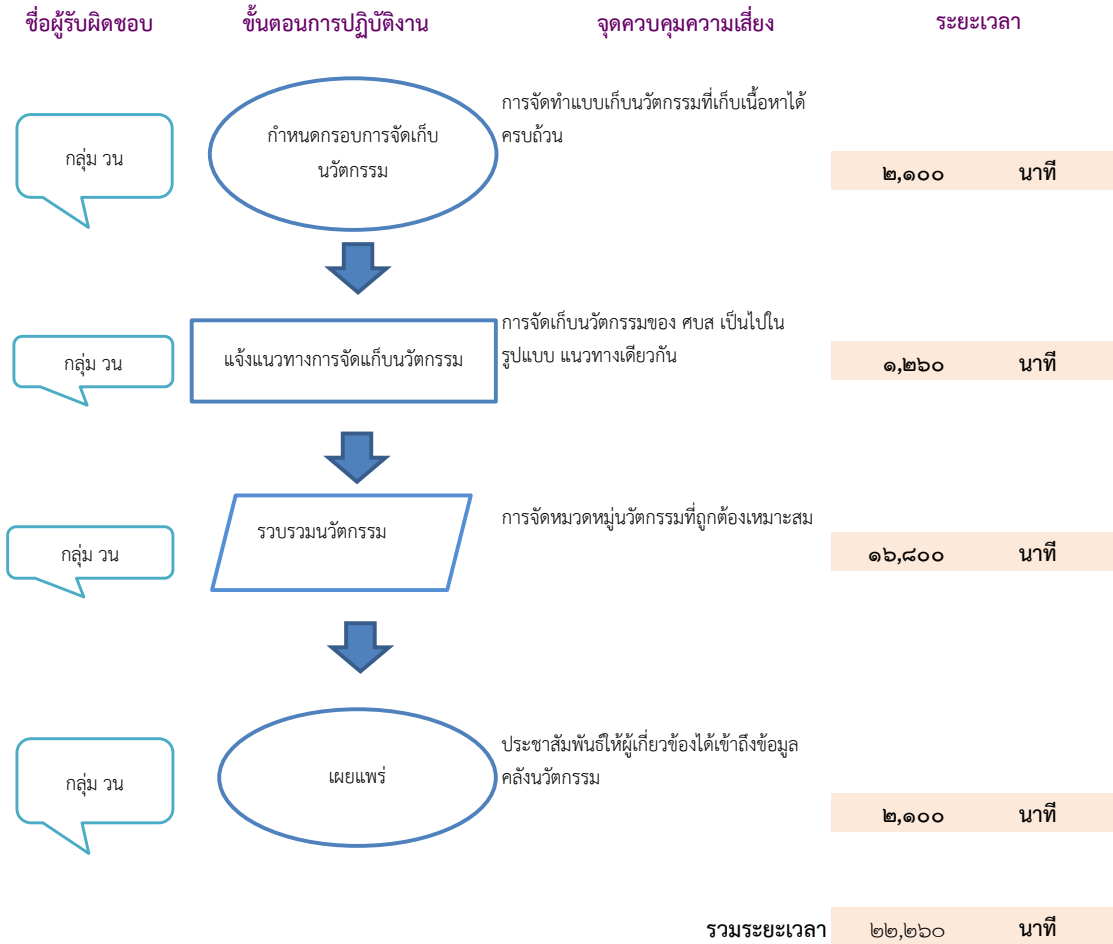 ชื่อผู้รับผิดชอบ ขั้นตอนการปฏิบัติงาน จุดควบคุมความเสี่ยง ระยะเวลา
กลุ่ม วน
กำหนดกรอบการจัดเก็บ
นวัตกรรม
การจัดทำแบบเก็บนวัตกรรมที่เก็บเนื้อหาได้
ครบถ้วน
๒,๑๐๐ นาที
กลุ่ม วน
แจ้งแนวทางการจัดแก็บนวัตกรรม
การจัดเก็บนวัตกรรมของ ศบส เป็นไปใน
รูปแบบ แนวทางเดียวกัน
๑,๒๖๐ นาที
กลุ่ม วน
รวบรวมนวัตกรรม
การจัดหมวดหมู่นวัตกรรมที่ถูกต้องเหมาะสม
๑๖,๘๐๐ นาที
กลุ่ม วน
เผยแพร่
ประชาสัมพันธ์ให้ผู้เกี่ยวข้องได้เข้าถึงข้อมูล
คลังนวัตกรรม
๒,๑๐๐ นาที
รวมระยะเวลา ๒๒,๒๖๐ นาที